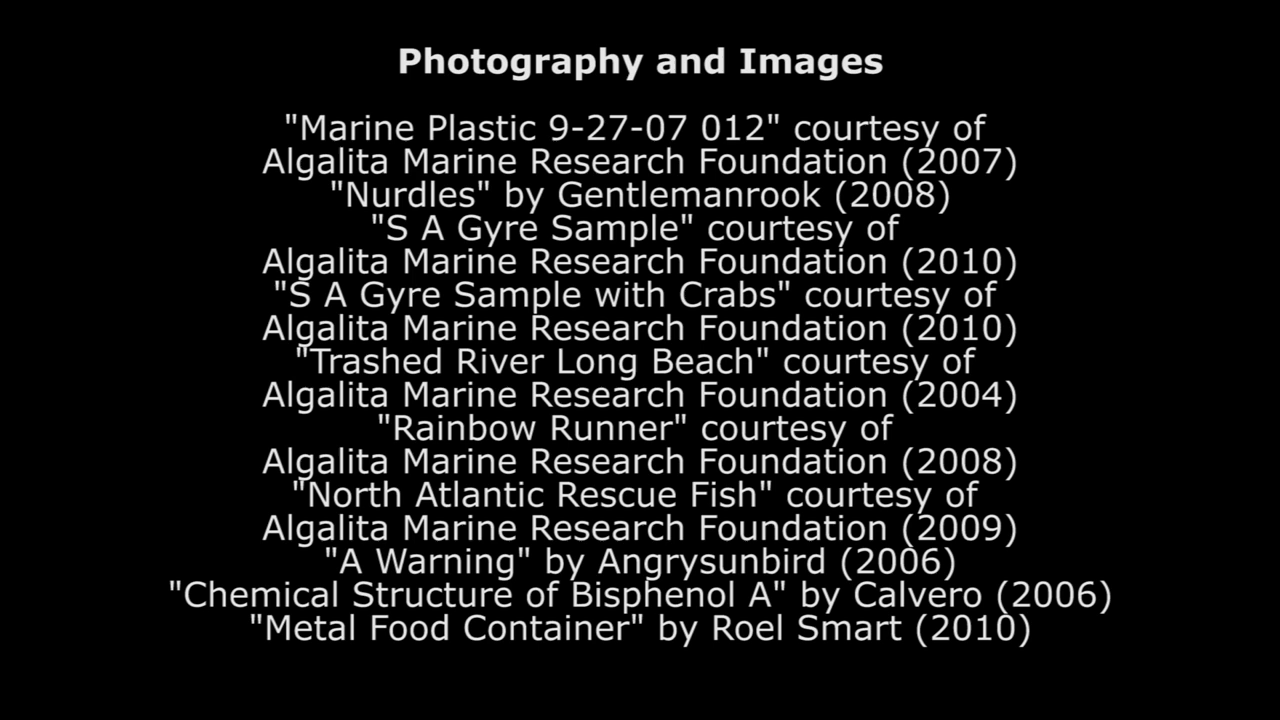 Photography and Images
"Marine Plastic 9-27-07 012" courtesy of
Algalita Marine Research Foundation (2007)
"Nurdles" by Gentlemanrook (2008)
"S A Gyre Sample" courtesy of
Algalita Marine Research Foundation (2010)
"S A Gyre Sample with Crabs" courtesy of
Algalita Marine Research Foundation (2010)
"Trashed River Long Beach" courtesy of
Algalita Marine Research Foundation (2004)
"Rainbow Runner" courtesy of
Algalita Marine Research Foundation (2008)
"North Atlantic Rescue Fish" courtesy of
Algalita Marine Research Foundation (2009)
"A Warning" by Angrysunbird (2006)
"Chemical Structure of Bisphenol A" by Calvero (2006)
"Metal Food Container" by Roel Smart (2010)